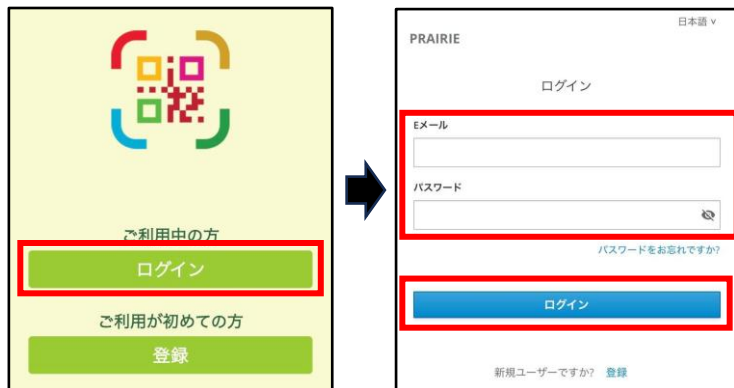 ご利用中の方
ログイン
ご利用が初めての方
登録
日本語 ∨
PRAIRIE
ログイン
Eメール
パスワード
パスワードをお忘れですか?
ログイン
新規ユーザーですか? 登録